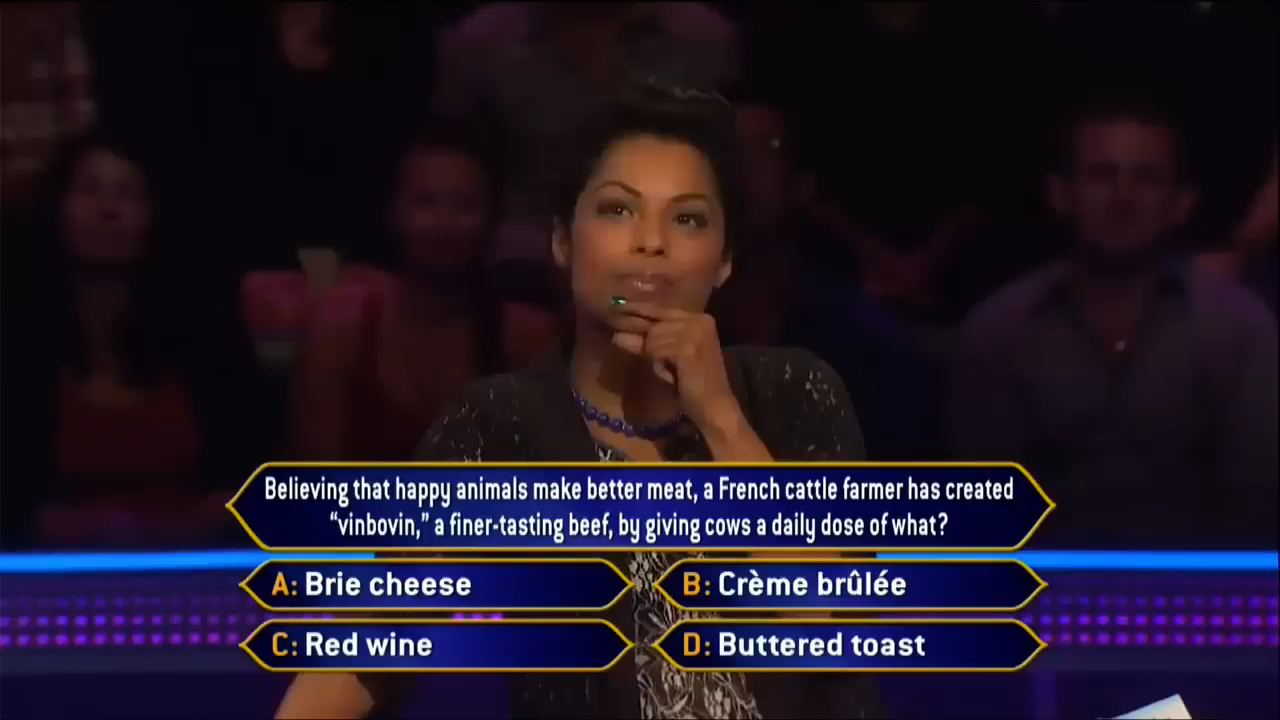 Believing that happy animals make better meat, a French cattle farmer has created
“vinbovin,” a finer-tasting beef, by giving cows a daily dose of what?
A: Brie cheese
B: Crème brûlée
C: Red wine
D: Buttered toast